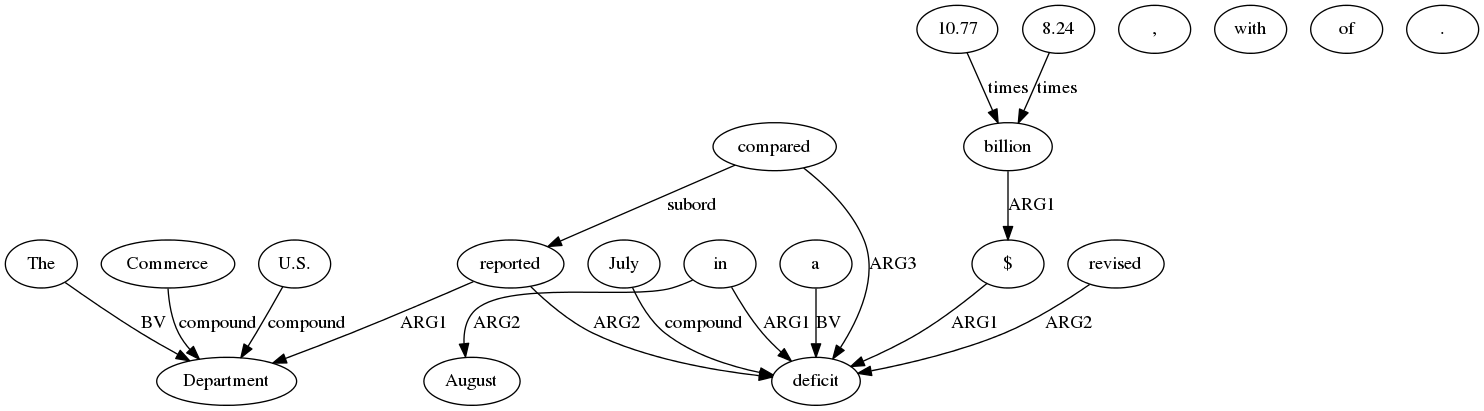 10.77 8.24 , with of .
times times
compared billion
subord ARG1
The Commerce U.S. reported July in a ARG3 $ revised
BV compound compound ARG1 ARG2 ARG2 compound ARG1 BV ARG1 ARG2
Department August deficit